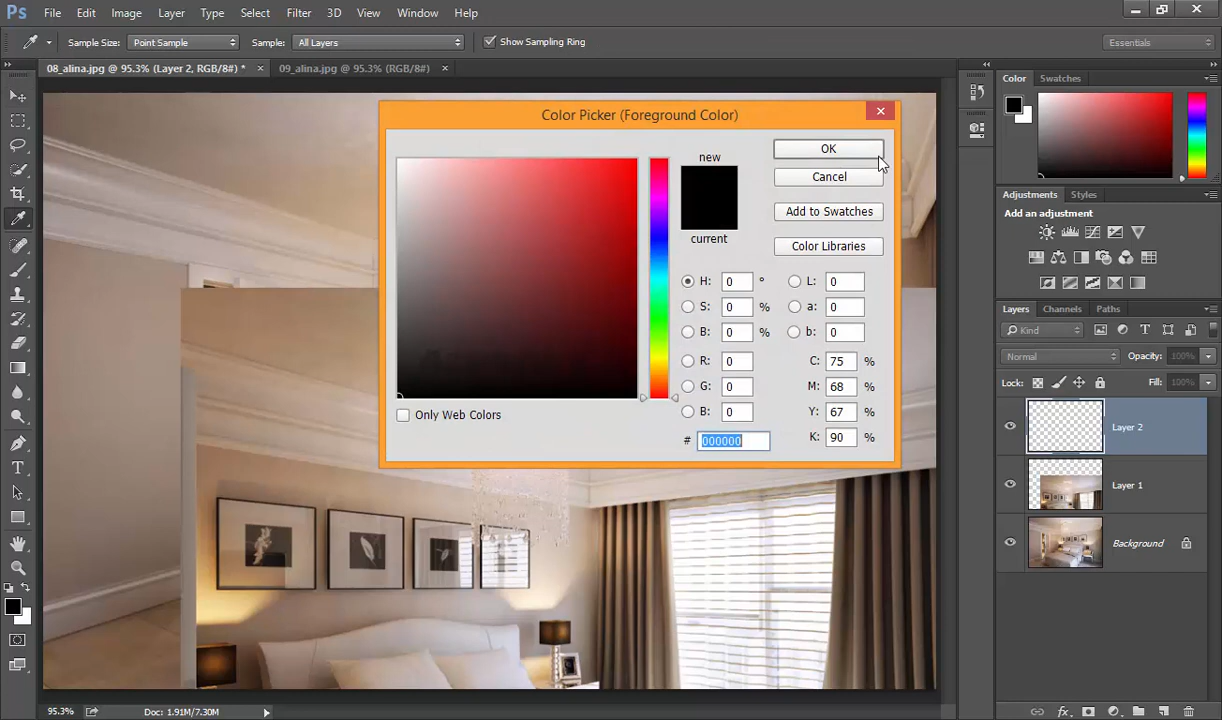 Ps File Edit Image Layer Type Select Filter 3D View Window Help
Sample Size: Point Sample Sample: All Layers Show Sampling Ring Essentials
08_alina.jpg @ 95.3% (Layer 2, RGB/8#) * × 09_alina.jpg @ 95.3% (RGB/8#) ×
Color Picker (Foreground Color)
new
current
OK
Cancel
Add to Swatches
Color Libraries
H: 0 ° L: 0
S: 0 % a: 0
B: 0 % b: 0
R: 0 C: 75 %
G: 0 M: 68 %
B: 0 Y: 67 %
# 000000 K: 90 %
Only Web Colors
Color Swatches
Adjustments Styles
Add an adjustment
Layers Channels Paths
Kind
Normal Opacity: 100%
Lock: Fill: 100%
Layer 2
Layer 1
Background
95.3% Doc: 1.91M/7.30M